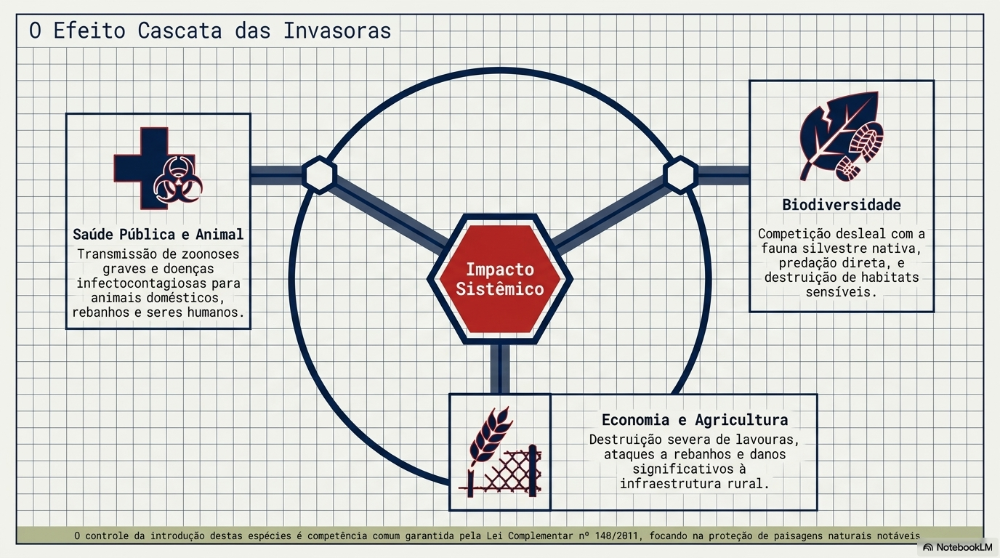 O Efeito Cascata das Invasoras
Saúde Pública e Animal
Transmissão de zoonoses
graves e doenças
infectocontagiosas para
animais domésticos,
rebanhos e seres humanos.
Impacto
Sistêmico
Biodiversidade
Competição desleal com a
fauna silvestre nativa,
predação direta, e
destruição de habitats
sensíveis.
Economia e Agricultura
Destruição severa de lavouras,
ataques a rebanhos e danos
significativos à
infraestrutura rural.
O controle da introdução destas espécies é competência comum garantida pela Lei Complementar nº 140/2011, focando na proteção de paisagens naturais notáveis
NotebookLM